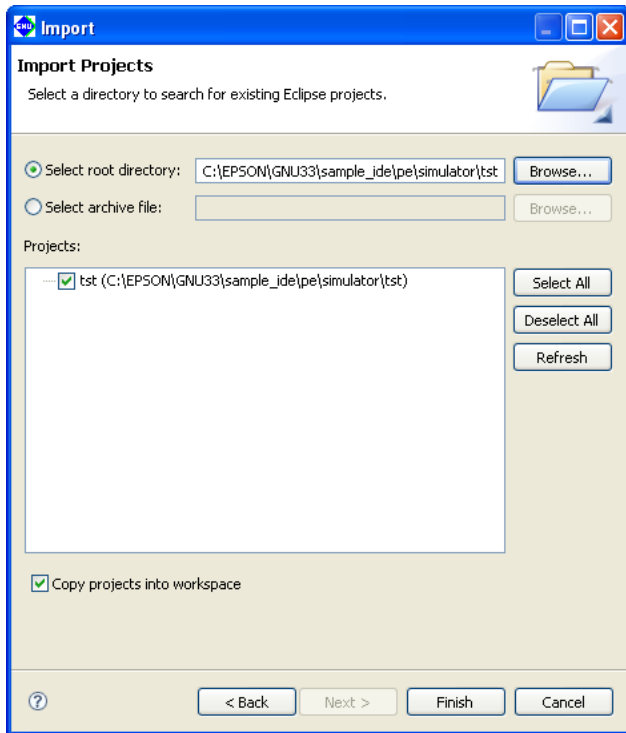 GNU Import
Import Projects
Select a directory to search for existing Eclipse projects.
Select root directory: C:\EPSON\GNU33\sample_ide\pe\simulator\tst Browse...
Select archive file: Browse...
Projects:
tst (C:\EPSON\GNU33\sample_ide\pe\simulator\tst)
Select All
Deselect All
Refresh
Copy projects into workspace
? < Back Next > Finish Cancel